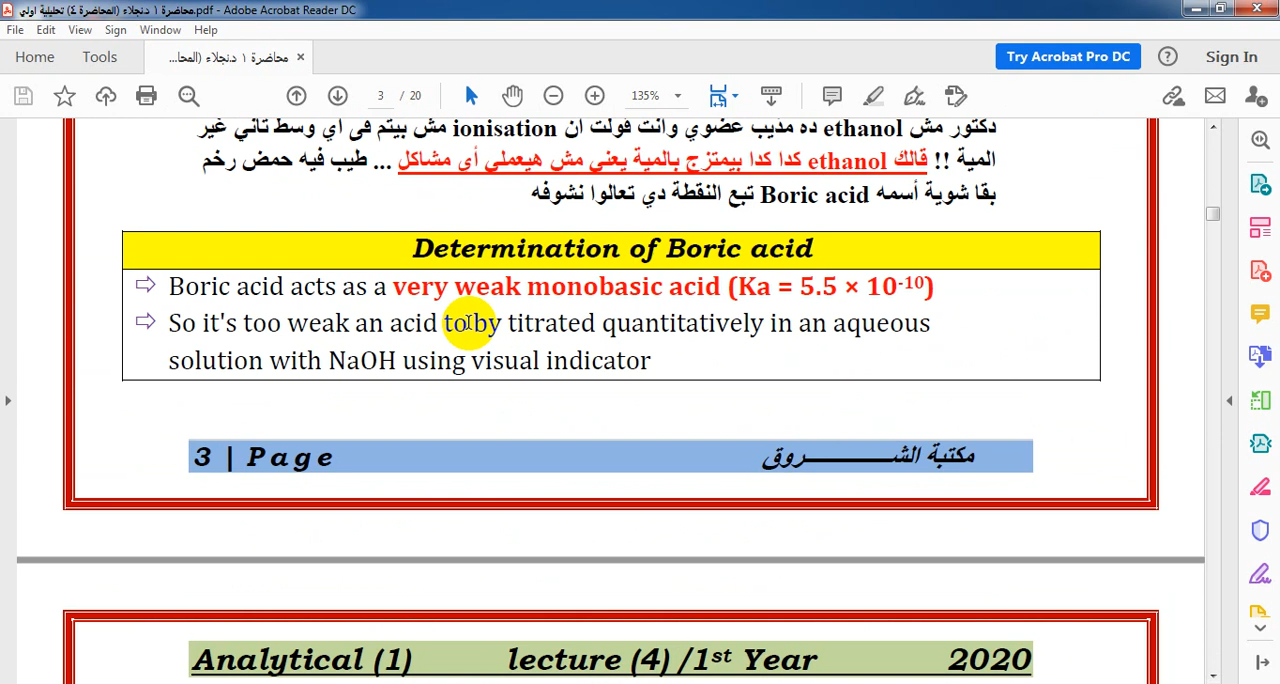 محاضرة ١ د.نجلاء (المحاضرة ٤) تحليلية اولي.pdf - Adobe Acrobat Reader DC
File Edit View Sign Window Help
Home Tools محاضرة ١ د.نجلاء (المحا... × Try Acrobat Pro DC ? Sign In
3 / 20 135%
دكتور مش ethanol ده مذيب عضوي وانت قولت ان ionisation مش بيتم في اي وسط تاني غير
المية !! قالك ethanol كدا كدا بيمتزج بالمية يعني مش هيعملي أي مشاكل ... طيب فيه حمض رخم
بقا شوية أسمه Boric acid تبع النقطة دي تعالوا نشوفه
Determination of Boric acid
⇨ Boric acid acts as a very weak monobasic acid (Ka = 5.5 × 10⁻¹⁰)
⇨ So it's too weak an acid to by titrated quantitatively in an aqueous
solution with NaOH using visual indicator
3 | Page مكتبة الشـــــــروق
Analytical (1) lecture (4) /1st Year 2020